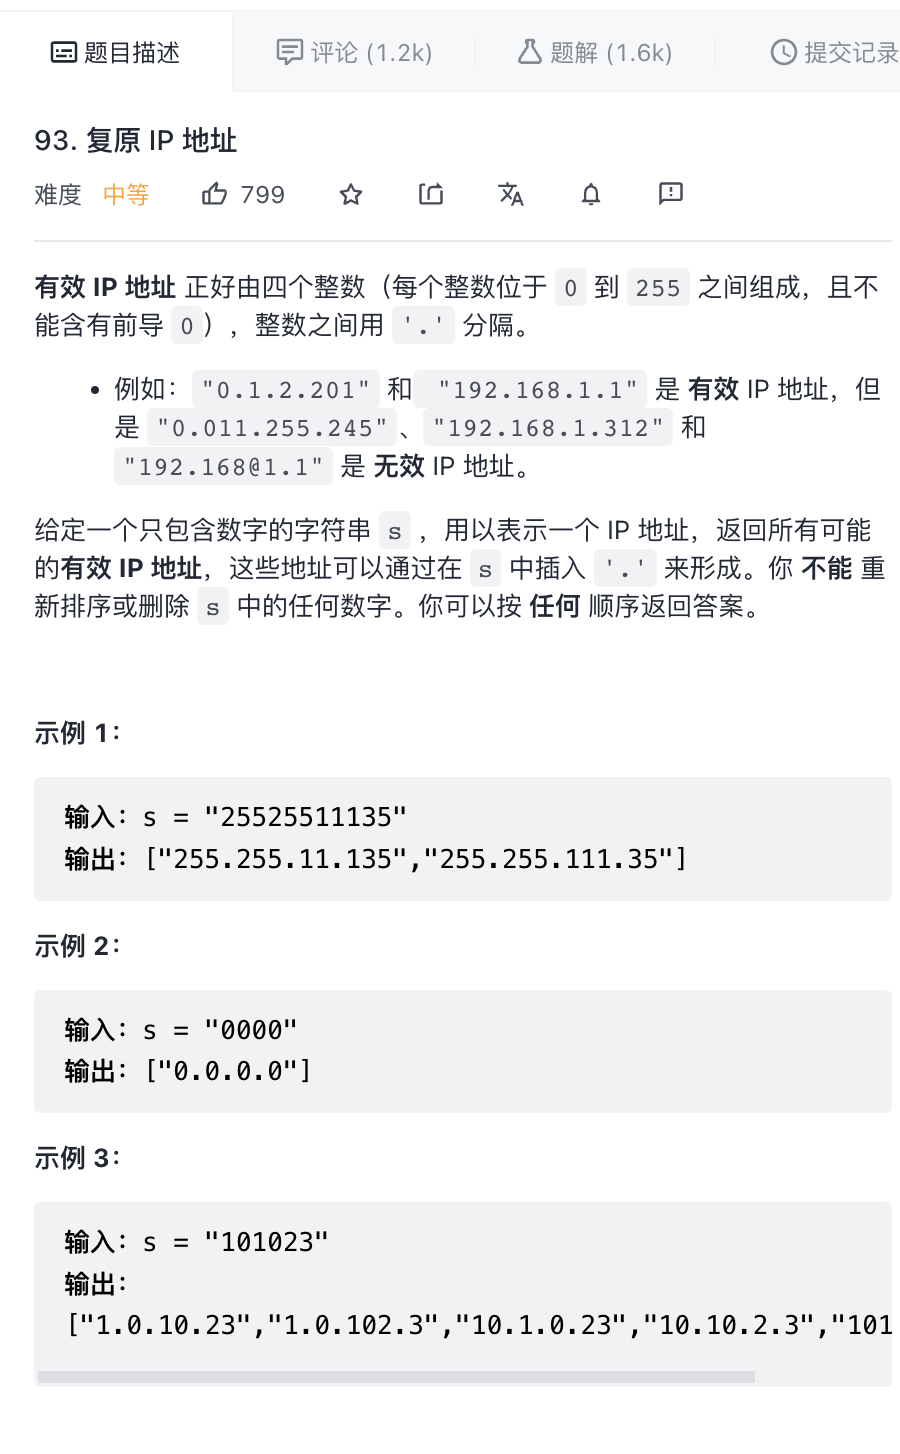 题目描述 评论 (1.2k) 题解 (1.6k) 提交记录
93. 复原 IP 地址
难度 中等 799
有效 IP 地址 正好由四个整数（每个整数位于 0 到 255 之间组成，且不
能含有前导 0），整数之间用 '.' 分隔。
• 例如："0.1.2.201" 和 "192.168.1.1" 是 有效 IP 地址，但
是 "0.011.255.245"、"192.168.1.312" 和
"192.168@1.1" 是 无效 IP 地址。
给定一个只包含数字的字符串 s ，用以表示一个 IP 地址，返回所有可能
的有效 IP 地址，这些地址可以通过在 s 中插入 '.' 来形成。你 不能 重
新排序或删除 s 中的任何数字。你可以按 任何 顺序返回答案。
示例 1：
输入：s = "25525511135"
输出：["255.255.11.135","255.255.111.35"]
示例 2：
输入：s = "0000"
输出：["0.0.0.0"]
示例 3：
输入：s = "101023"
输出：
["1.0.10.23","1.0.102.3","10.1.0.23","10.10.2.3","101